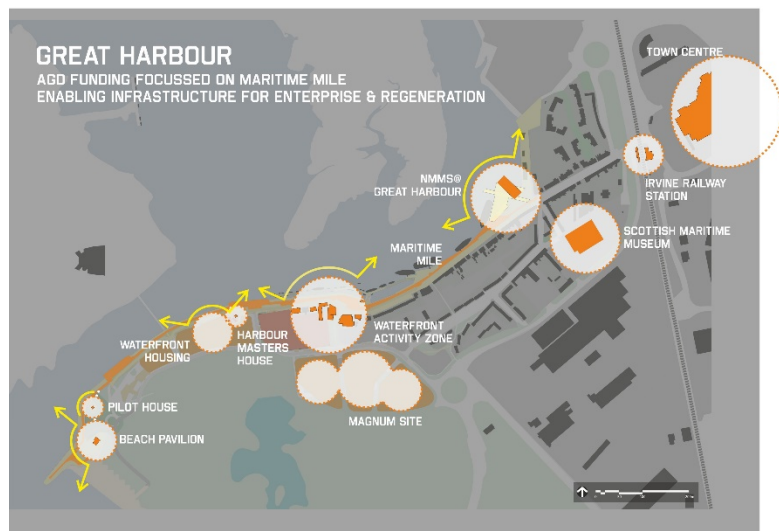 GREAT HARBOUR
AGD FUNDING FOCUSSED ON MARITIME MILE
ENABLING INFRASTRUCTURE FOR ENTERPRISE & REGENERATION
TOWN CENTRE
NMMS@
GREAT HARBOUR
IRVINE RAILWAY
STATION
SCOTTISH MARITIME
MUSEUM
MARITIME
MILE
WATERFRONT
HOUSING
HARBOUR
MASTERS
HOUSE
WATERFRONT
ACTIVITY ZONE
PILOT HOUSE
MAGNUM SITE
BEACH PAVILION